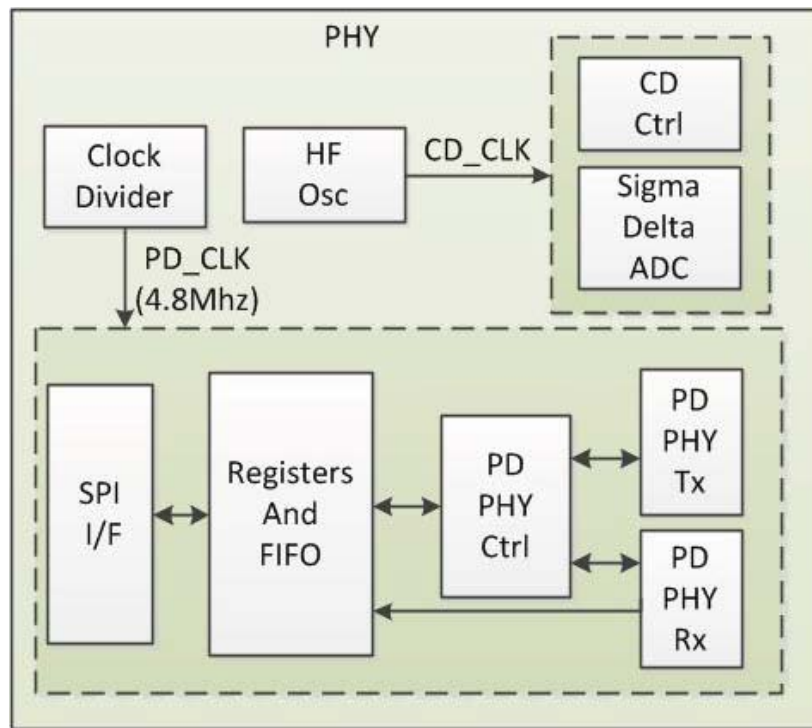 PHY
Clock
Divider
HF
Osc
CD_CLK
CD
Ctrl
Sigma
Delta
ADC
PD_CLK
(4.8Mhz)
SPI
I/F
Registers
And
FIFO
PD
PHY
Ctrl
PD
PHY
Tx
PD
PHY
Rx